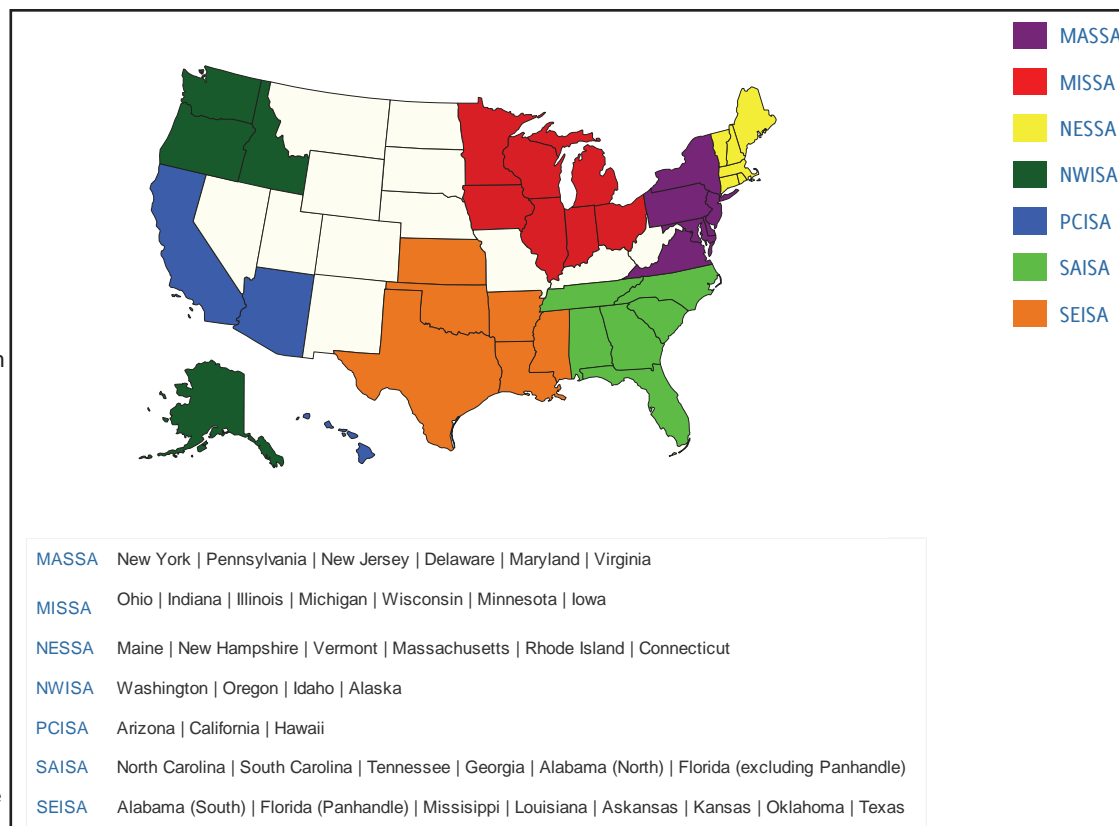 MASSA
MISSA
NESSA
NWISA
PCISA
SAISA
SEISA
MASSA New York | Pennsylvania | New Jersey | Delaware | Maryland | Virginia
MISSA Ohio | Indiana | Illinois | Michigan | Wisconsin | Minnesota | Iowa
NESSA Maine | New Hampshire | Vermont | Massachusetts | Rhode Island | Connecticut
NWISA Washington | Oregon | Idaho | Alaska
PCISA Arizona | California | Hawaii
SAISA North Carolina | South Carolina | Tennessee | Georgia | Alabama (North) | Florida (excluding Panhandle)
SEISA Alabama (South) | Florida (Panhandle) | Missisippi | Louisiana | Askansas | Kansas | Oklahoma | Texas